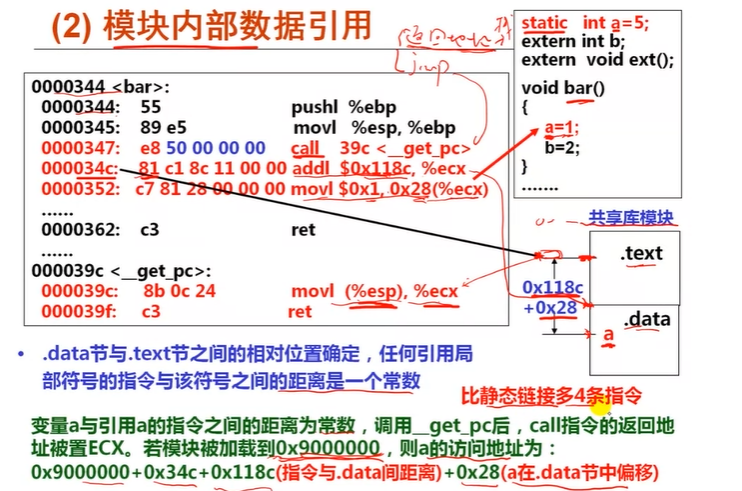 (2) 模块内部数据引用
static int a=5;
extern int b;
extern void ext();
void bar()
{
a=1;
b=2;
}
.......
0000344 <bar>:
0000344: 55 pushl %ebp
0000345: 89 e5 movl %esp, %ebp
0000347: e8 50 00 00 00 call 39c <__get_pc>
000034c: 81 c1 8c 11 00 00 addl $0x118c, %ecx
0000352: c7 81 28 00 00 00 movl $0x1, 0x28(%ecx)
......
0000362: c3 ret
......
000039c <__get_pc>:
000039c: 8b 0c 24 movl (%esp), %ecx
000039f: c3 ret
共享库模块
.text
0x118c
+0x28
.data
a
• .data节与.text节之间的相对位置确定，任何引用局
部符号的指令与该符号之间的距离是一个常数
比静态链接多4条指令
变量a与引用a的指令之间的距离为常数，调用__get_pc后，call指令的返回地
址被置ECX。若模块被加载到0x9000000，则a的访问地址为：
0x9000000+0x34c+0x118c(指令与.data间距离)+0x28(a在.data节中偏移)